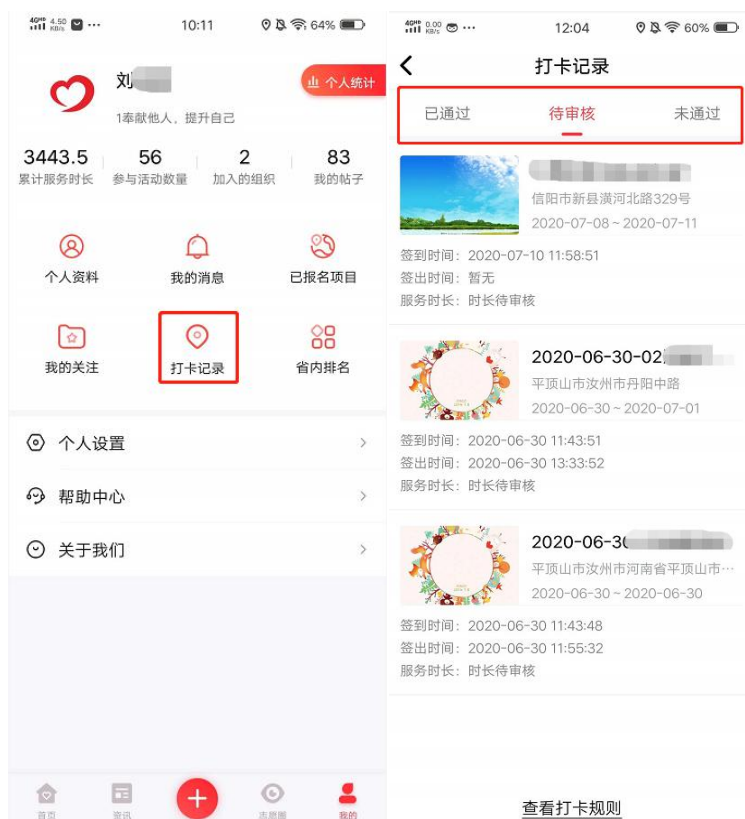 4GHD 4.50 KB/s ··· 10:11 64%
刘
个人统计
1奉献他人，提升自己
3443.5 56 2 83
累计服务时长 参与活动数量 加入的组织 我的帖子
个人资料 我的消息 已报名项目
我的关注 打卡记录 省内排名
个人设置
帮助中心
关于我们
首页 资讯 志愿圈 我的
4GHD 0.00 KB/s ··· 12:04 60%
打卡记录
已通过 待审核 未通过
信阳市新县潢河北路329号
2020-07-08 ~ 2020-07-11
签到时间：2020-07-10 11:58:51
签出时间：暂无
服务时长：时长待审核
2020-06-30-02
平顶山市汝州市丹阳中路
2020-06-30 ~ 2020-07-01
签到时间：2020-06-30 11:43:51
签出时间：2020-06-30 13:33:52
服务时长：时长待审核
2020-06-30
平顶山市汝州市河南省平顶山市···
2020-06-30 ~ 2020-06-30
签到时间：2020-06-30 11:43:48
签出时间：2020-06-30 11:55:32
服务时长：时长待审核
查看打卡规则